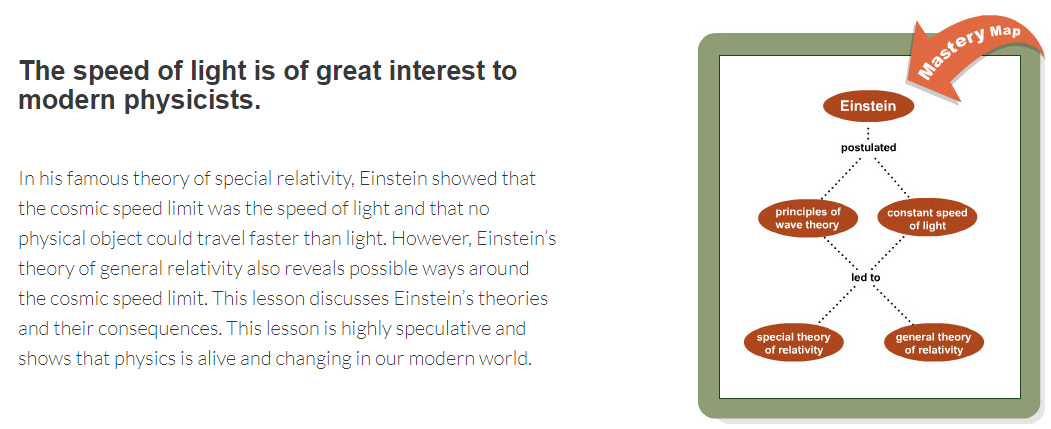 The speed of light is of great interest to
modern physicists.
In his famous theory of special relativity, Einstein showed that
the cosmic speed limit was the speed of light and that no
physical object could travel faster than light. However, Einstein’s
theory of general relativity also reveals possible ways around
the cosmic speed limit. This lesson discusses Einstein’s theories
and their consequences. This lesson is highly speculative and
shows that physics is alive and changing in our modern world.
Mastery Map
Einstein
postulated
principles of
wave theory
constant speed
of light
led to
special theory
of relativity
general theory
of relativity